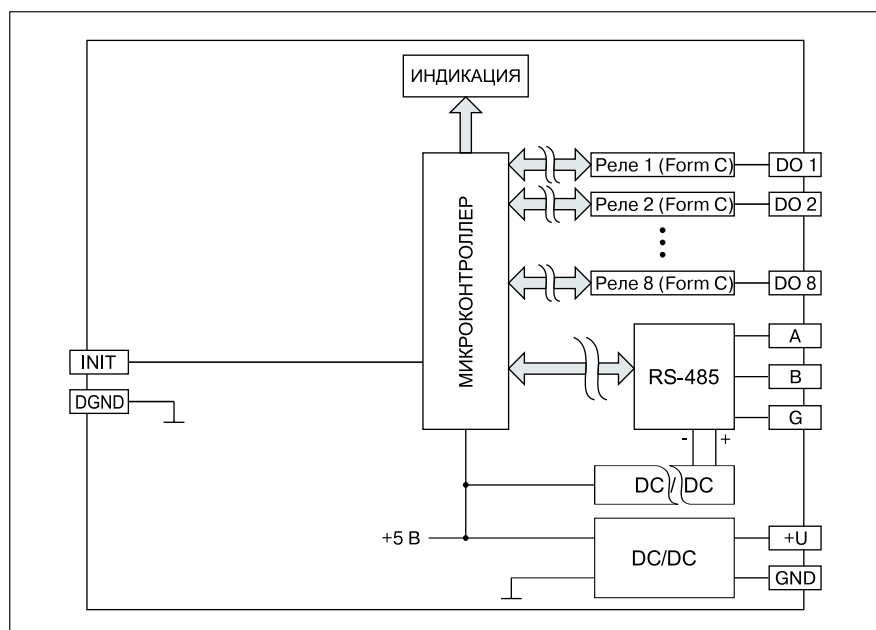 ИНДИКАЦИЯ
МИКРОКОНТРОЛЛЕР
Реле 1 (Form C)
DO 1
Реле 2 (Form C)
DO 2
Реле 8 (Form C)
DO 8
INIT
DGND
RS-485
A
B
G
- +
DC / DC
+5 В
DC/DC
+U
GND